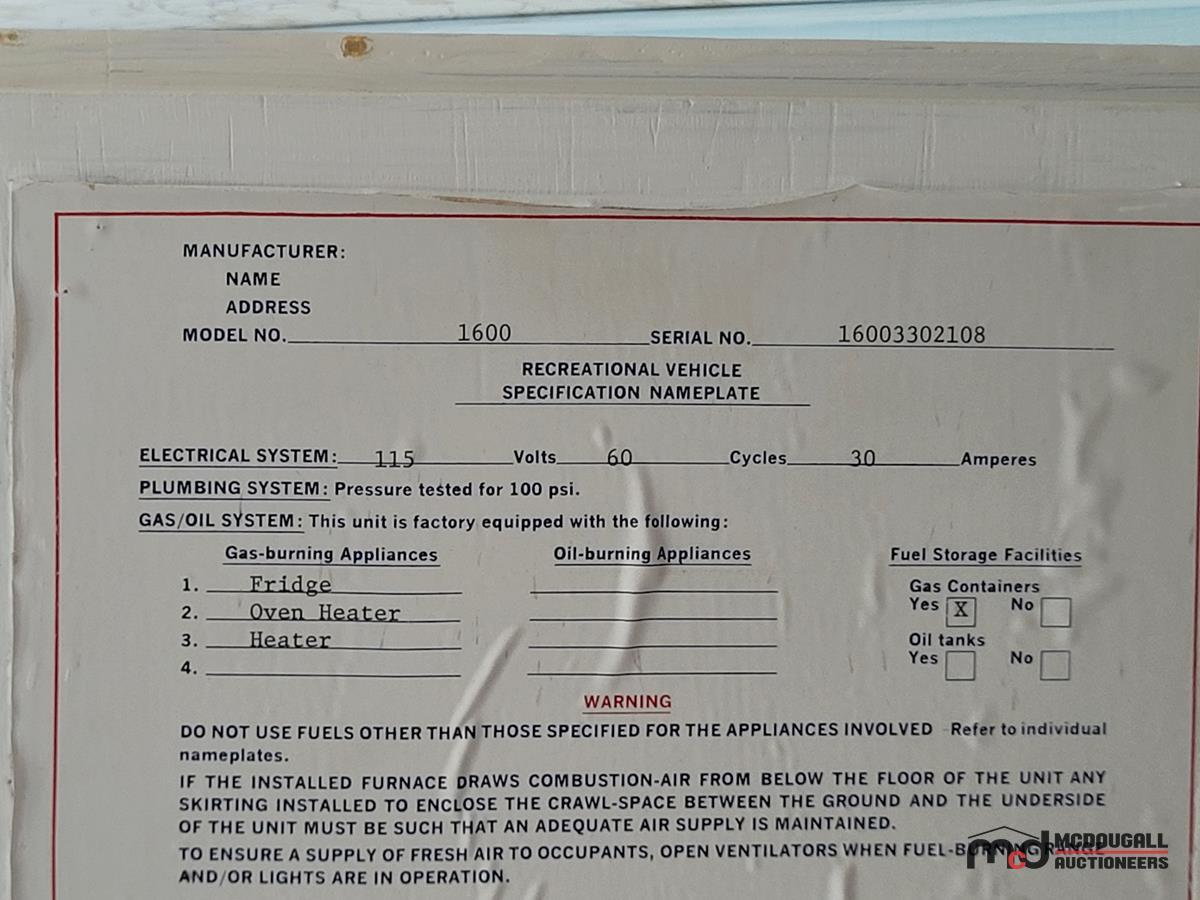 MANUFACTURER:
NAME
ADDRESS
MODEL NO. 1600 SERIAL NO. 16003302108
RECREATIONAL VEHICLE
SPECIFICATION NAMEPLATE
ELECTRICAL SYSTEM: 115 Volts 60 Cycles 30 Amperes
PLUMBING SYSTEM: Pressure tested for 100 psi.
GAS/OIL SYSTEM: This unit is factory equipped with the following:
Gas-burning Appliances Oil-burning Appliances Fuel Storage Facilities
1. Fridge
2. Oven Heater
3. Heater
4.
Gas Containers
Yes X No
Oil tanks
Yes No
WARNING
DO NOT USE FUELS OTHER THAN THOSE SPECIFIED FOR THE APPLIANCES INVOLVED - Refer to individual
nameplates.
IF THE INSTALLED FURNACE DRAWS COMBUSTION-AIR FROM BELOW THE FLOOR OF THE UNIT ANY
SKIRTING INSTALLED TO ENCLOSE THE CRAWL-SPACE BETWEEN THE GROUND AND THE UNDERSIDE
OF THE UNIT MUST BE SUCH THAT AN ADEQUATE AIR SUPPLY IS MAINTAINED.
TO ENSURE A SUPPLY OF FRESH AIR TO OCCUPANTS, OPEN VENTILATORS WHEN FUEL-BURNING RANGE
AND/OR LIGHTS ARE IN OPERATION.
mcd MCDOUGALL
AUCTIONEERS